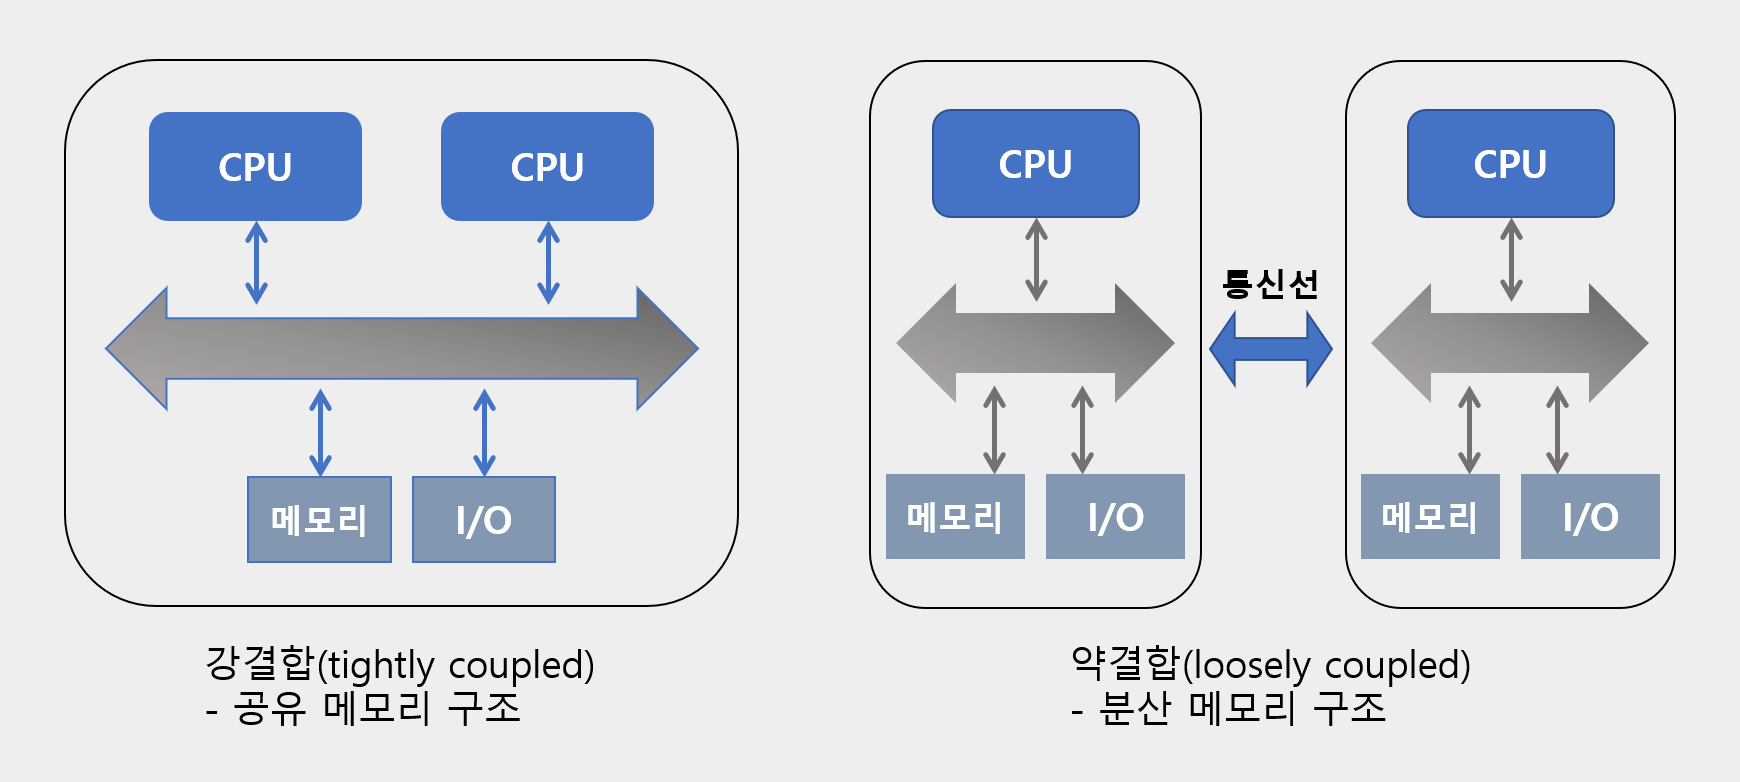 CPU
CPU
메모리
I/O
강결합(tightly coupled)
- 공유 메모리 구조
CPU
메모리
I/O
통신선
CPU
메모리
I/O
약결합(loosely coupled)
- 분산 메모리 구조